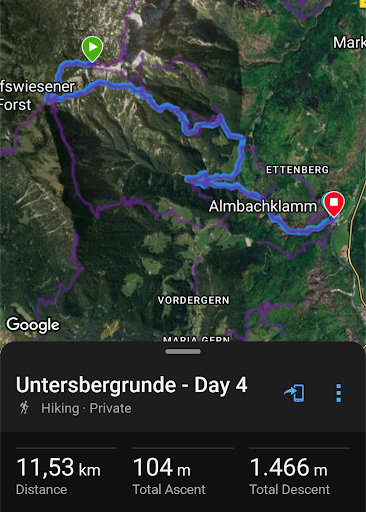 Mark
fswiesener
Forst
ETTENBERG
Almbachklamm
VORDERGERN
MARIA GERN
Google
Untersbergrunde - Day 4
Hiking · Private
11,53 km
104 m
1.466 m
Distance
Total Ascent
Total Descent